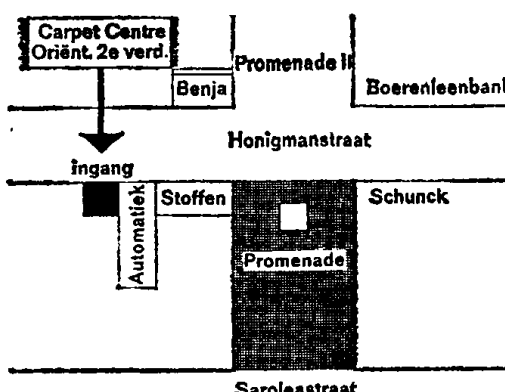 Carpet Centre
Oriënt. 2e verd.
Promenade II
Benja
Boerenleenbank
Honigmanstraat
ingang
Automatiek
Stoffen
Schunck
Promenade
Saroleastraat